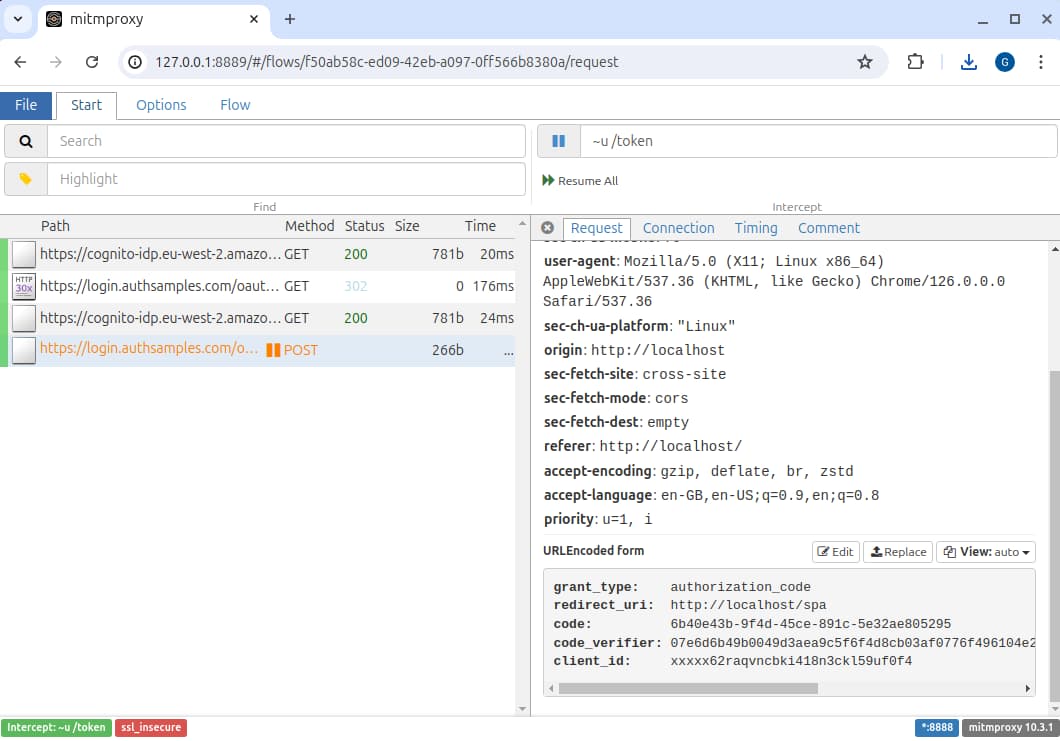 mitmproxy
127.0.0.1:8889/#/flows/f50ab58c-ed09-42eb-a097-0ff566b8380a/request
G
File Start Options Flow
Search
Highlight
Find
~u /token
Resume All
Intercept
Path Method Status Size Time
https://cognito-idp.eu-west-2.amazo... GET 200 781b 20ms
HTTP 30x https://login.authsamples.com/oaut... GET 302 0 176ms
https://cognito-idp.eu-west-2.amazo... GET 200 781b 24ms
https://login.authsamples.com/o... POST 266b ...
Request Connection Timing Comment
user-agent: Mozilla/5.0 (X11; Linux x86_64)
AppleWebKit/537.36 (KHTML, like Gecko) Chrome/126.0.0.0
Safari/537.36
sec-ch-ua-platform: "Linux"
origin: http://localhost
sec-fetch-site: cross-site
sec-fetch-mode: cors
sec-fetch-dest: empty
referer: http://localhost/
accept-encoding: gzip, deflate, br, zstd
accept-language: en-GB,en-US;q=0.9,en;q=0.8
priority: u=1, i
URLEncoded form Edit Replace View: auto
grant_type: authorization_code
redirect_uri: http://localhost/spa
code: 6b40e43b-9f4d-45ce-891c-5e32ae805295
code_verifier: 07e6d6b49b0049d3aea9c5f6f4d8cb03af0776f496104e2
client_id: xxxxx62raqvncbki418n3ckl59uf0f4
Intercept: ~u /token ssl_insecure *:8888 mitmproxy 10.3.1